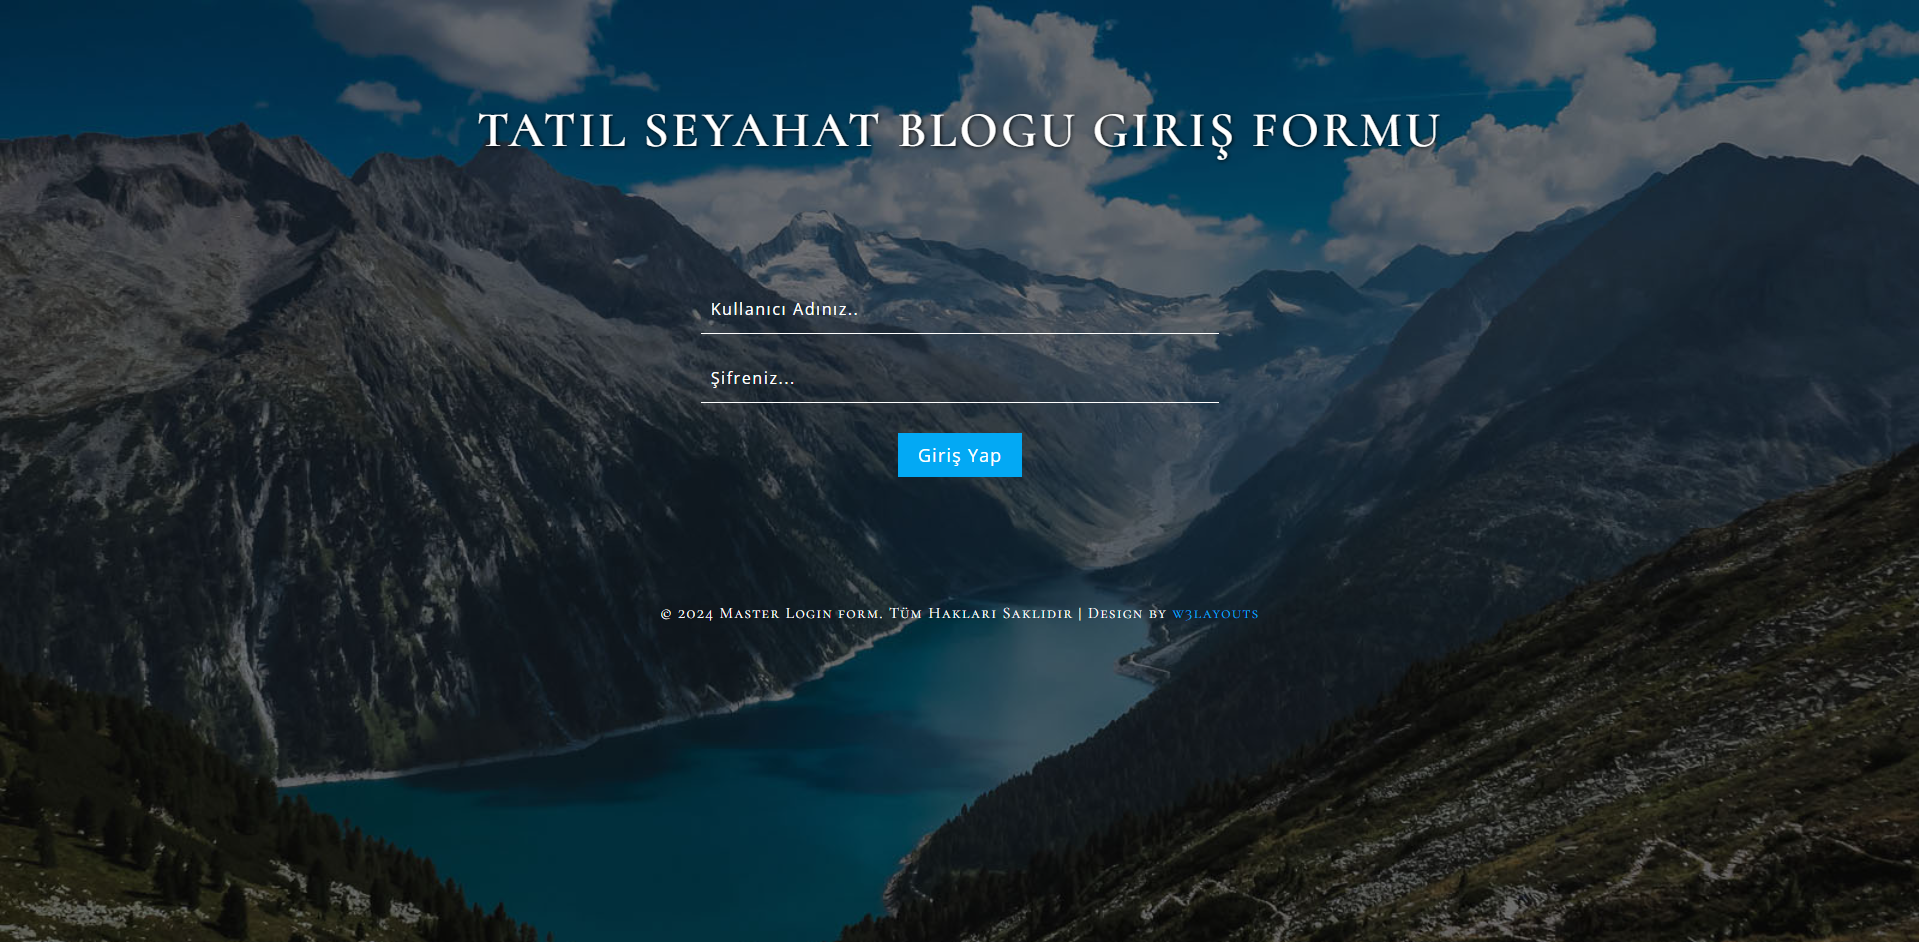 TATIL SEYAHAT BLOGU GIRIŞ FORMU
Kullanıcı Adınız..
Şifreniz...
Giriş Yap
© 2024 Master Login form. Tüm Hakları Saklıdır | Design by w3layouts